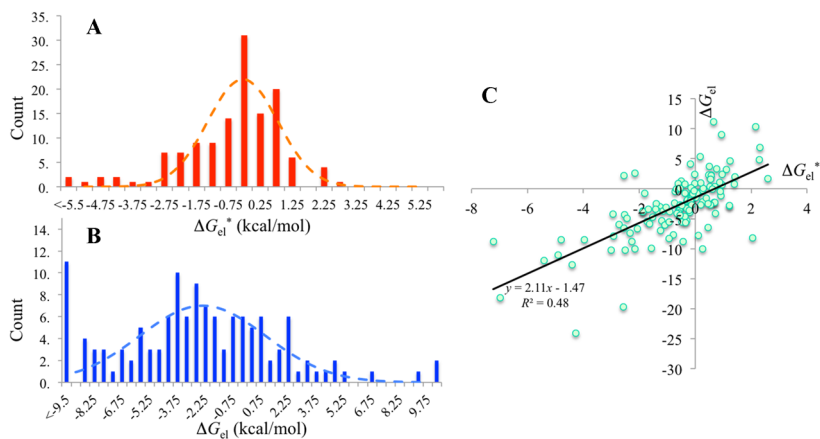 A
35.
30.
25.
20.
15.
10.
5.
0.
Count
<-5.5 -4.75 -3.75 -2.75 -1.75 -0.75 0.25 1.25 2.25 3.25 4.25 5.25
ΔGel* (kcal/mol)
B
14.
12.
10.
8.
6.
4.
2.
0.
Count
<-9.5 -8.25 -6.75 -5.25 -3.75 -2.25 -0.75 0.75 2.25 3.75 5.25 6.75 8.25 9.75
ΔGel (kcal/mol)
C
ΔGel
15
10
5
0
-5
-10
-15
-20
-25
-30
ΔGel*
-8 -6 -4 -2 0 2 4
y = 2.11x - 1.47
R² = 0.48